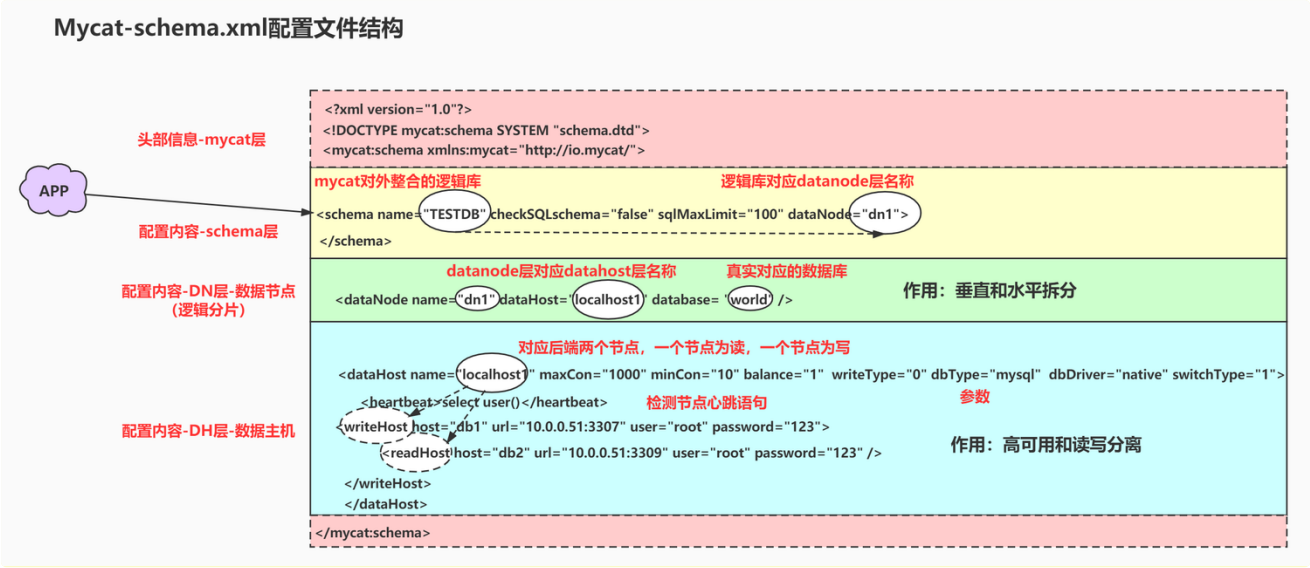 Mycat-schema.xml配置文件结构
<?xml version="1.0"?>
头部信息-mycat层
<!DOCTYPE mycat:schema SYSTEM "schema.dtd">
<mycat:schema xmlns:mycat="http://io.mycat/">
APP
mycat对外整合的逻辑库 逻辑库对应datanode层名称
<schema name="TESTDB" checkSQLschema="false" sqlMaxLimit="100" dataNode="dn1">
配置内容-schema层
</schema>
datanode层对应datahost层名称 真实对应的数据库
配置内容-DN层-数据节点
(逻辑分片)
<dataNode name="dn1" dataHost="localhost1" database= "world" />
作用：垂直和水平拆分
对应后端两个节点，一个节点为读，一个节点为写
<dataHost name="localhost1" maxCon="1000" minCon="10" balance="1" writeType="0" dbType="mysql" dbDriver="native" switchType="1">
<heartbeat>select user()</heartbeat>
检测节点心跳语句
参数
配置内容-DH层-数据主机
<writeHost host="db1" url="10.0.0.51:3307" user="root" password="123">
<readHost host="db2" url="10.0.0.51:3309" user="root" password="123" />
作用：高可用和读写分离
</writeHost>
</dataHost>
</mycat:schema>